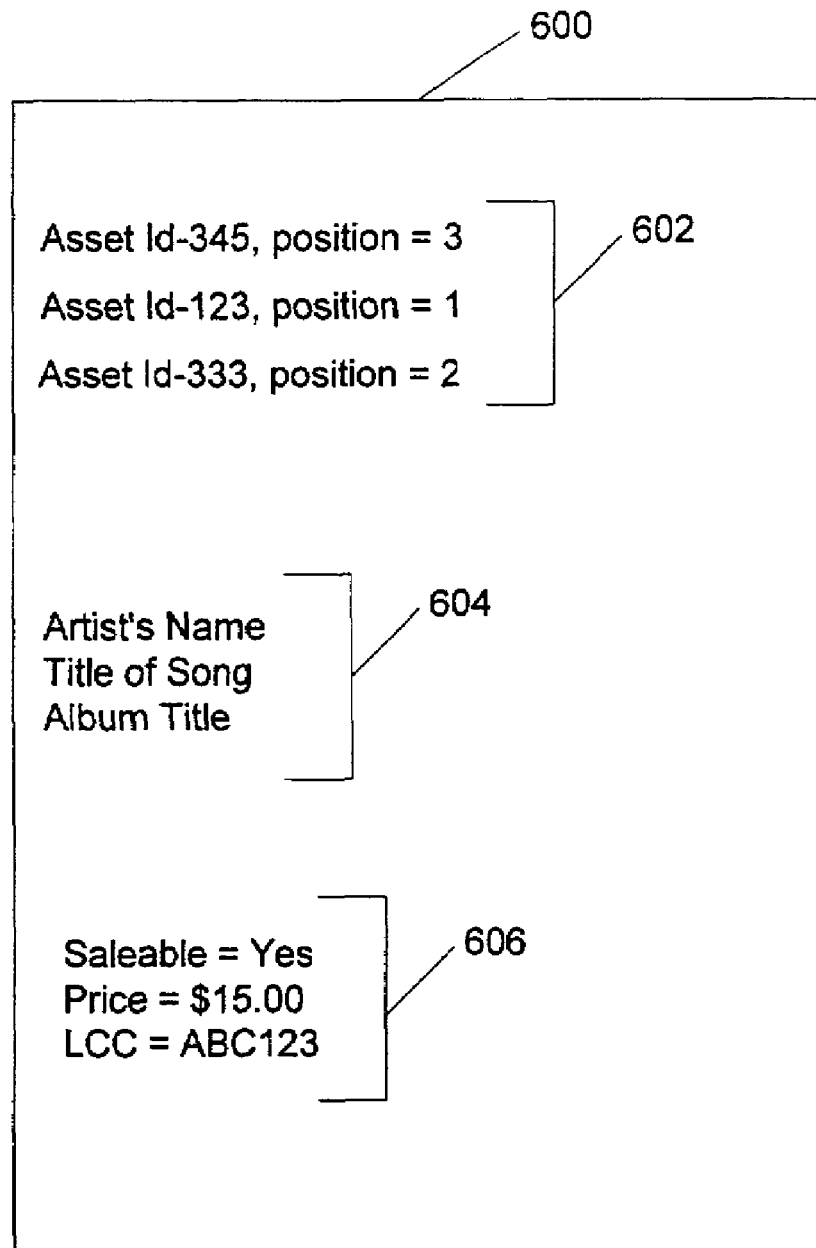 600
Asset Id-345, position = 3
602
Asset Id-123, position = 1
Asset Id-333, position = 2
604
Artist's Name
Title of Song
Album Title
606
Saleable = Yes
Price = $15.00
LCC = ABC123